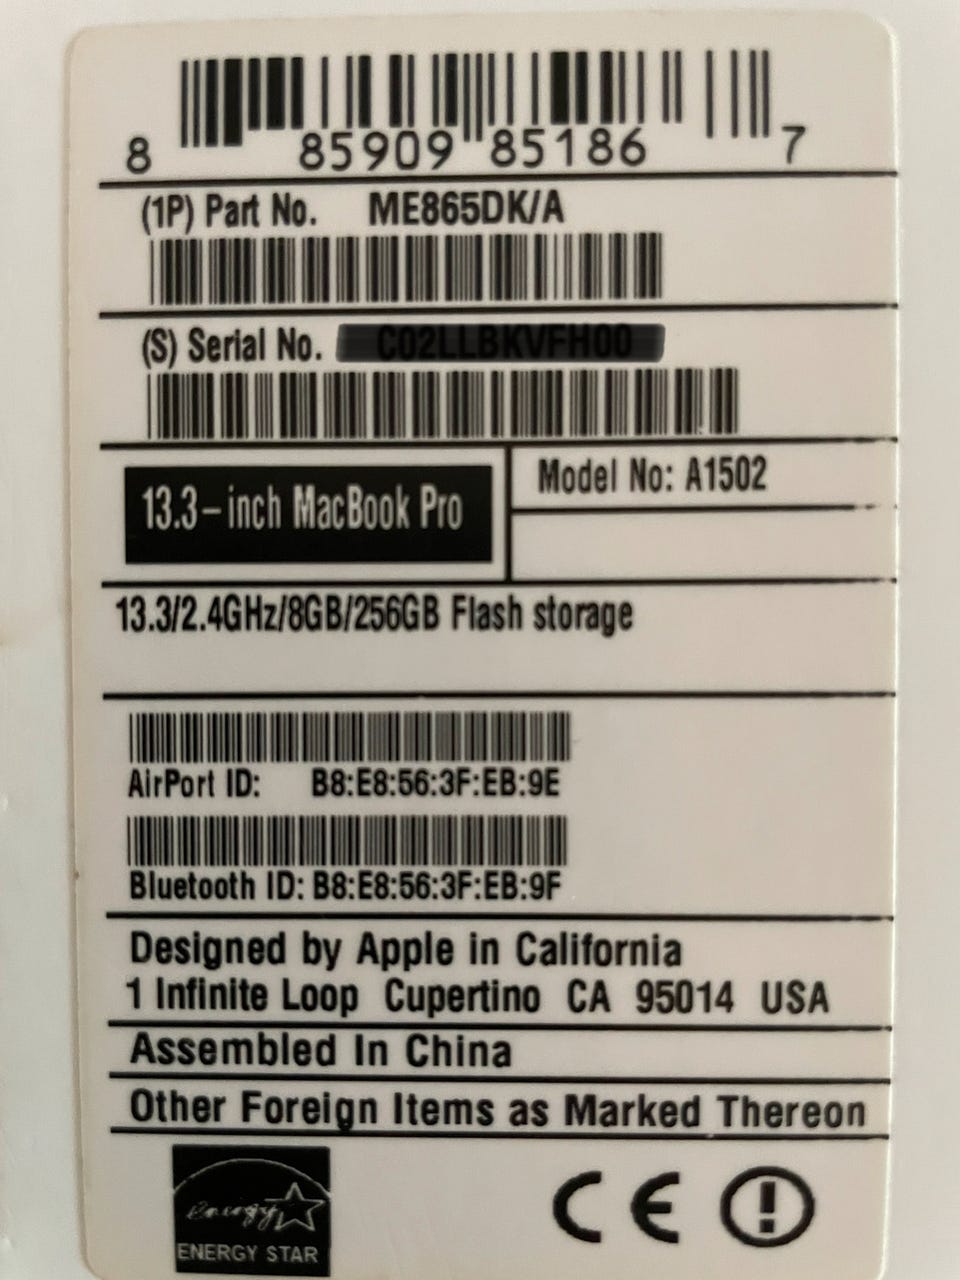 8 85909 85186 7
(1P) Part No. ME865DK/A
(S) Serial No. C02LLBKVFH00
13.3-inch MacBook Pro
Model No: A1502
13.3/2.4GHz/8GB/256GB Flash storage
AirPort ID: B8:E8:56:3F:EB:9E
Bluetooth ID: B8:E8:56:3F:EB:9F
Designed by Apple in California
1 Infinite Loop Cupertino CA 95014 USA
Assembled In China
Other Foreign Items as Marked Thereon
energy
ENERGY STAR
CE